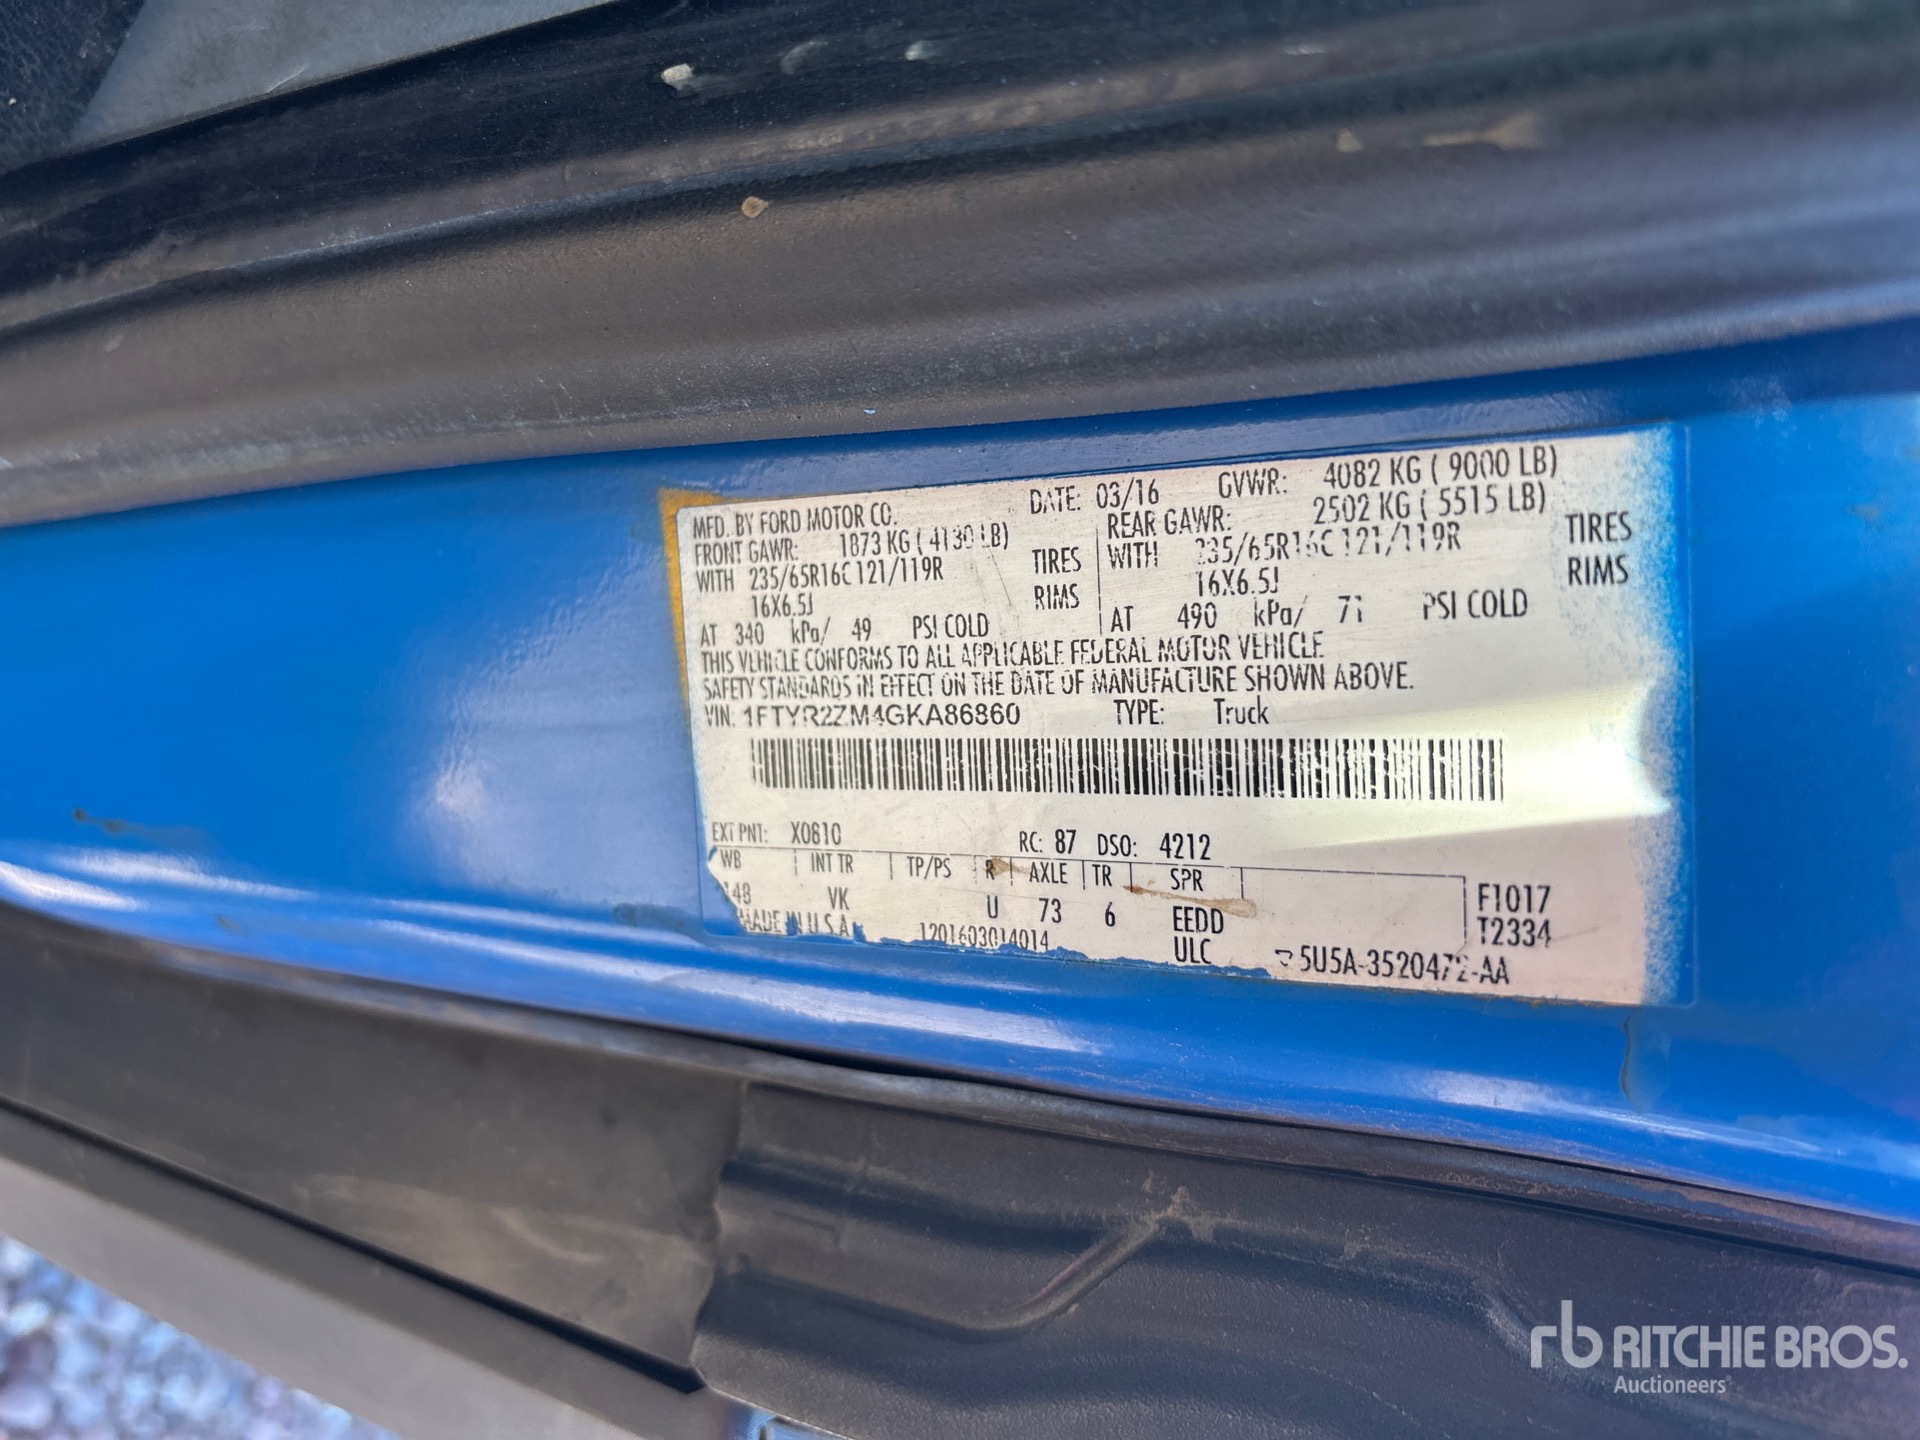 MFD. BY FORD MOTOR CO. DATE: 03/16 GVWR: 4082 KG ( 9000 LB)
FRONT GAWR: 1873 KG ( 4130 LB) REAR GAWR: 2502 KG ( 5515 LB)
WITH 235/65R16C 121/119R TIRES WITH 235/65R16C 121/119R TIRES
16X6.5J RIMS 16X6.5J RIMS
AT 340 kPa/ 49 PSI COLD AT 490 kPa/ 71 PSI COLD
THIS VEHICLE CONFORMS TO ALL APPLICABLE FEDERAL MOTOR VEHICLE
SAFETY STANDARDS IN EFFECT ON THE DATE OF MANUFACTURE SHOWN ABOVE.
VIN: 1FTYR2ZM4GKA86860 TYPE: Truck
EXT PNT: X0810 RC: 87 DSO: 4212
WB INT TR TP/PS R AXLE TR SPR
148 VK U 73 6 EEDD F1017
MADE IN U.S.A. 1201603014014 ULC T2334
5U5A-3520472-AA
rb RITCHIE BROS.
Auctioneers